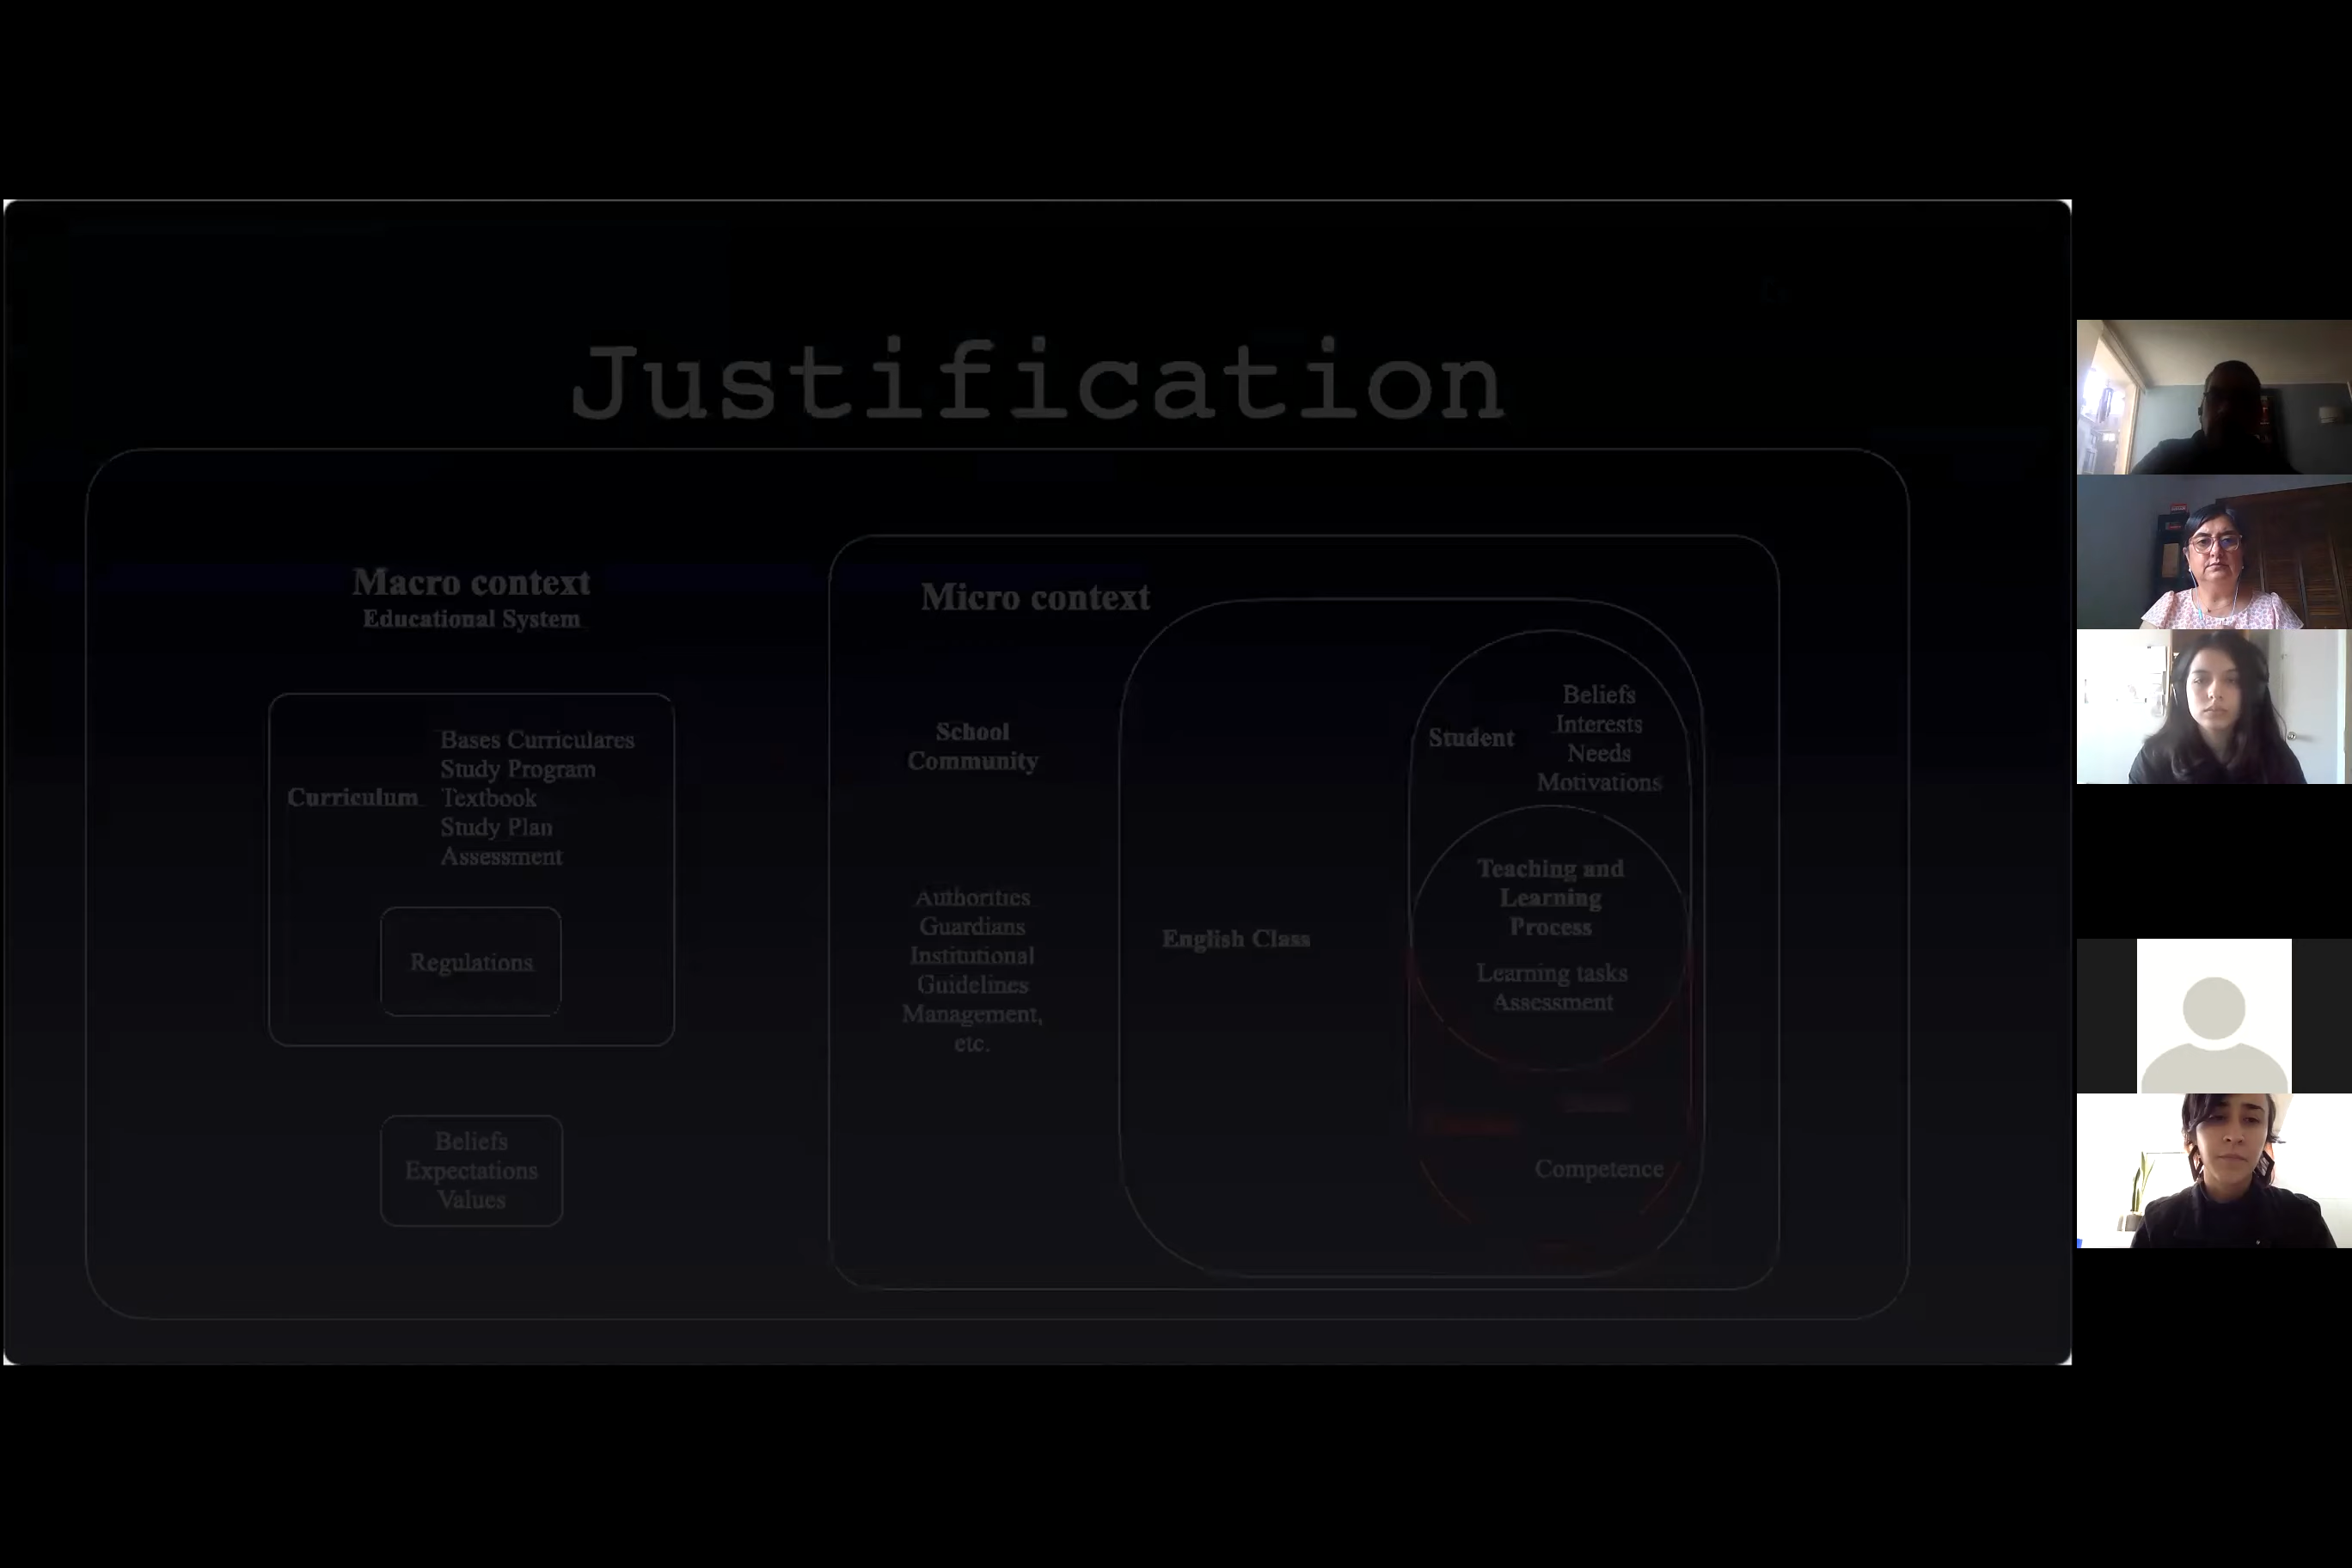 Justification
Macro context
Educational System
Curriculum
Bases Curriculares
Study Program
Textbook
Study Plan
Assessment
Regulations
Beliefs
Expectations
Values
Micro context
School
Community
Authorities
Guardians
Institutional
Guidelines
Management,
etc.
English Class
Student
Beliefs
Interests
Needs
Motivations
Teaching and
Learning
Process
Learning tasks
Assessment
Competence